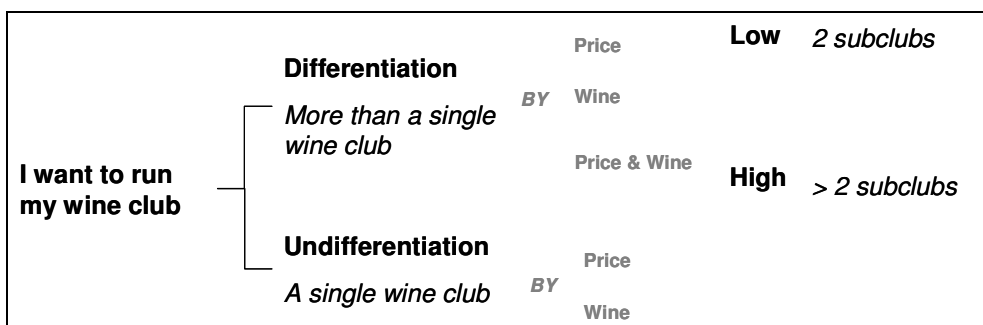 I want to run
my wine club
Differentiation
More than a single
wine club
BY
Price
Wine
Price & Wine
Low 2 subclubs
High > 2 subclubs
Undifferentiation
A single wine club
BY
Price
Wine